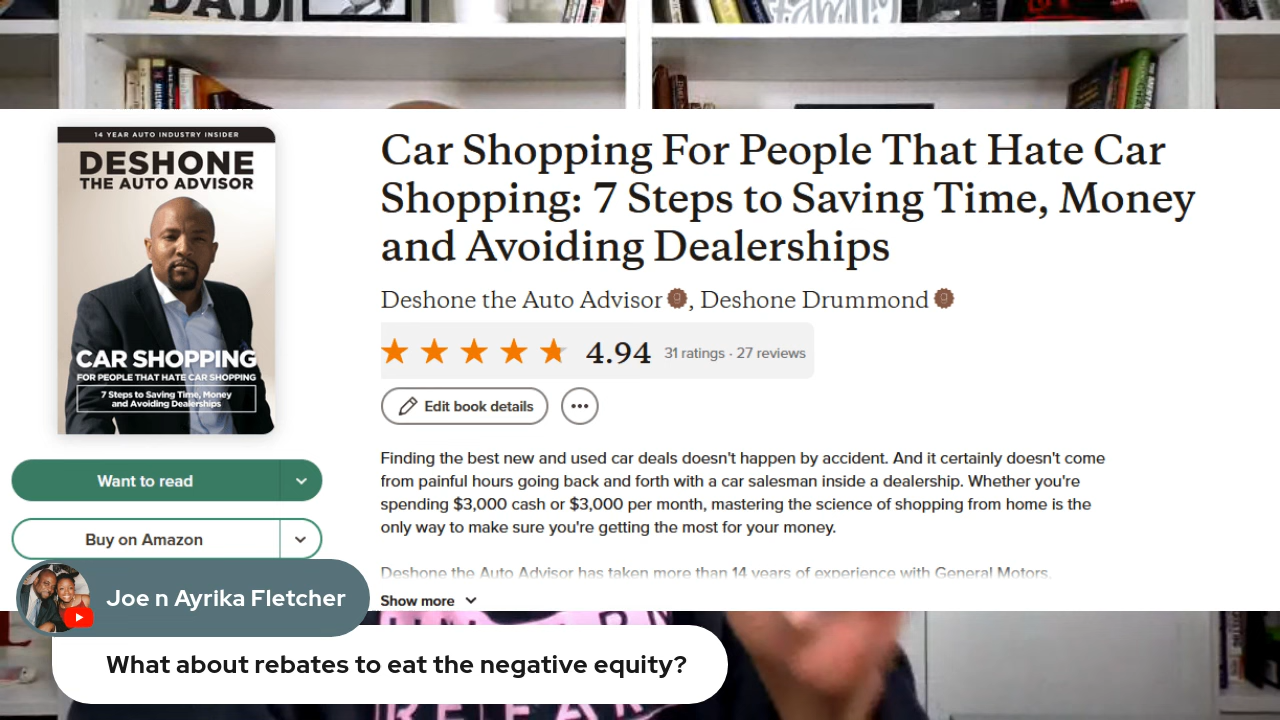 DAD
14 YEAR AUTO INDUSTRY INSIDER
DESHONE
THE AUTO ADVISOR
CAR SHOPPING
FOR PEOPLE THAT HATE CAR SHOPPING
7 Steps to Saving Time, Money
and Avoiding Dealerships
Want to read
Buy on Amazon
Car Shopping For People That Hate Car
Shopping: 7 Steps to Saving Time, Money
and Avoiding Dealerships
Deshone the Auto Advisor, Deshone Drummond
4.94 31 ratings · 27 reviews
Edit book details
Finding the best new and used car deals doesn't happen by accident. And it certainly doesn't come
from painful hours going back and forth with a car salesman inside a dealership. Whether you're
spending $3,000 cash or $3,000 per month, mastering the science of shopping from home is the
only way to make sure you're getting the most for your money.
Deshone the Auto Advisor has taken more than 14 years of experience with General Motors,
Show more
Joe n Ayrika Fletcher
What about rebates to eat the negative equity?